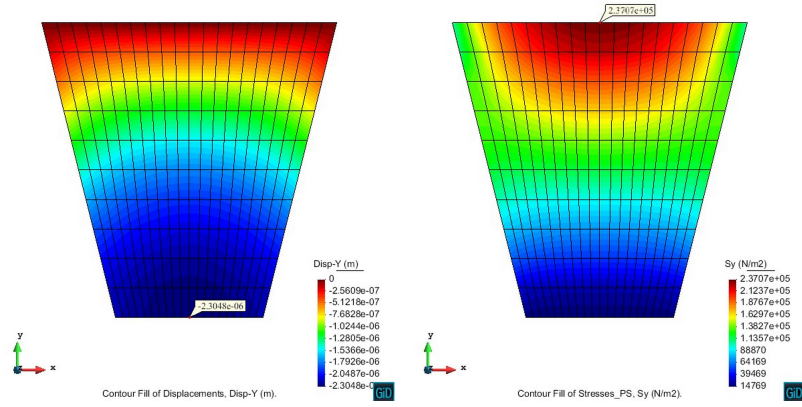 2.3707e+05
-2.3048e-06
Disp-Y (m)
0
-2.5609e-07
-5.1218e-07
-7.6828e-07
-1.0244e-06
-1.2805e-06
-1.5366e-06
-1.7926e-06
-2.0487e-06
-2.3048e-06
y
x
Contour Fill of Displacements, Disp-Y (m).
GiD
Sy (N/m2)
2.3707e+05
2.1237e+05
1.8767e+05
1.6297e+05
1.3827e+05
1.1357e+05
88870
64169
39469
14769
y
x
Contour Fill of Stresses_PS, Sy (N/m2).
GiD